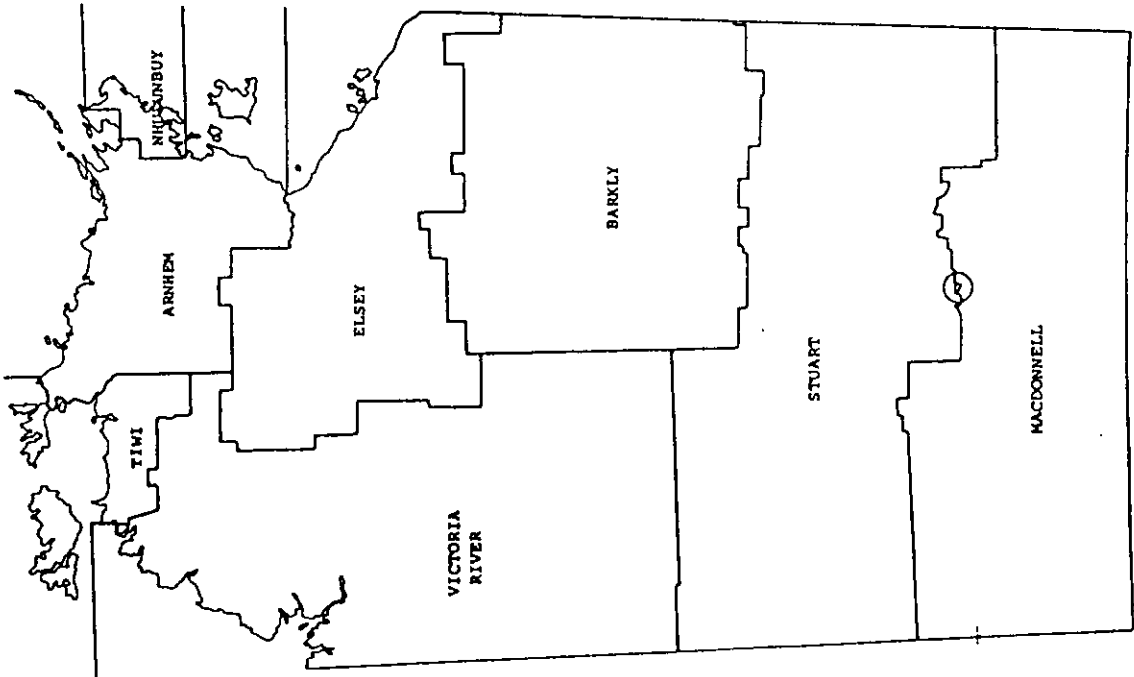 NHULUNBUY
ARNHEM
TIWI
ELSEY
VICTORIA
RIVER
BARKLY
STUART
MACDONNELL